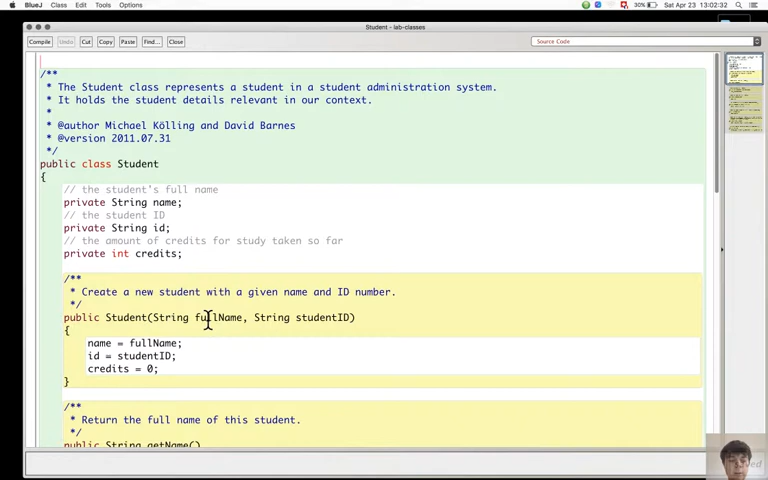 BlueJ Class Edit Tools Options 30% Sat Apr 23 13:02:32
Student - lab-classes
Compile Undo Cut Copy Paste Find... Close Source Code
/**
* The Student class represents a student in a student administration system.
* It holds the student details relevant in our context.
*
* @author Michael Kölling and David Barnes
* @version 2011.07.31
*/
public class Student
{
// the student's full name
private String name;
// the student ID
private String id;
// the amount of credits for study taken so far
private int credits;
/**
* Create a new student with a given name and ID number.
*/
public Student(String fullName, String studentID)
{
name = fullName;
id = studentID;
credits = 0;
}
/**
* Return the full name of this student.
*/
public String getName()